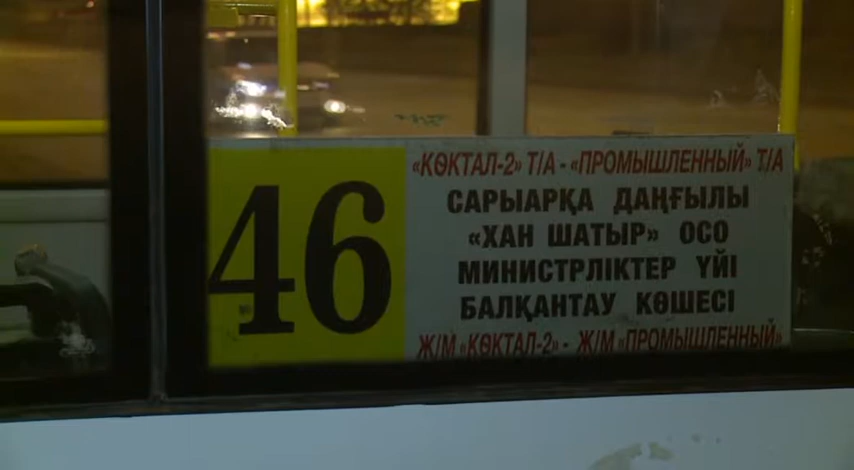 46
«КӨКТАЛ-2» Т/А - «ПРОМЫШЛЕННЫЙ» Т/А
САРЫАРҚА ДАҢҒЫЛЫ
«ХАН ШАТЫР» ОСО
МИНИСТРЛІКТЕР ҮЙІ
БАЛҚАНТАУ КӨШЕСІ
Ж/М «КӨКТАЛ-2» - Ж/М «ПРОМЫШЛЕННЫЙ»